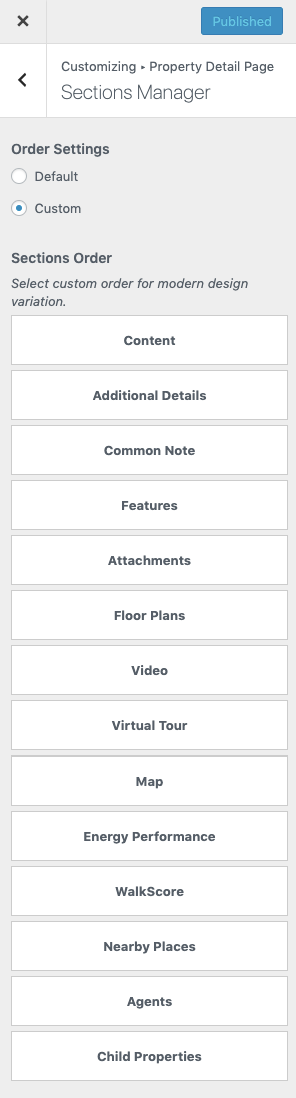 Published
Customizing ▸ Property Detail Page
Sections Manager
Order Settings
Default
Custom
Sections Order
Select custom order for modern design
variation.
Content
Additional Details
Common Note
Features
Attachments
Floor Plans
Video
Virtual Tour
Map
Energy Performance
WalkScore
Nearby Places
Agents
Child Properties